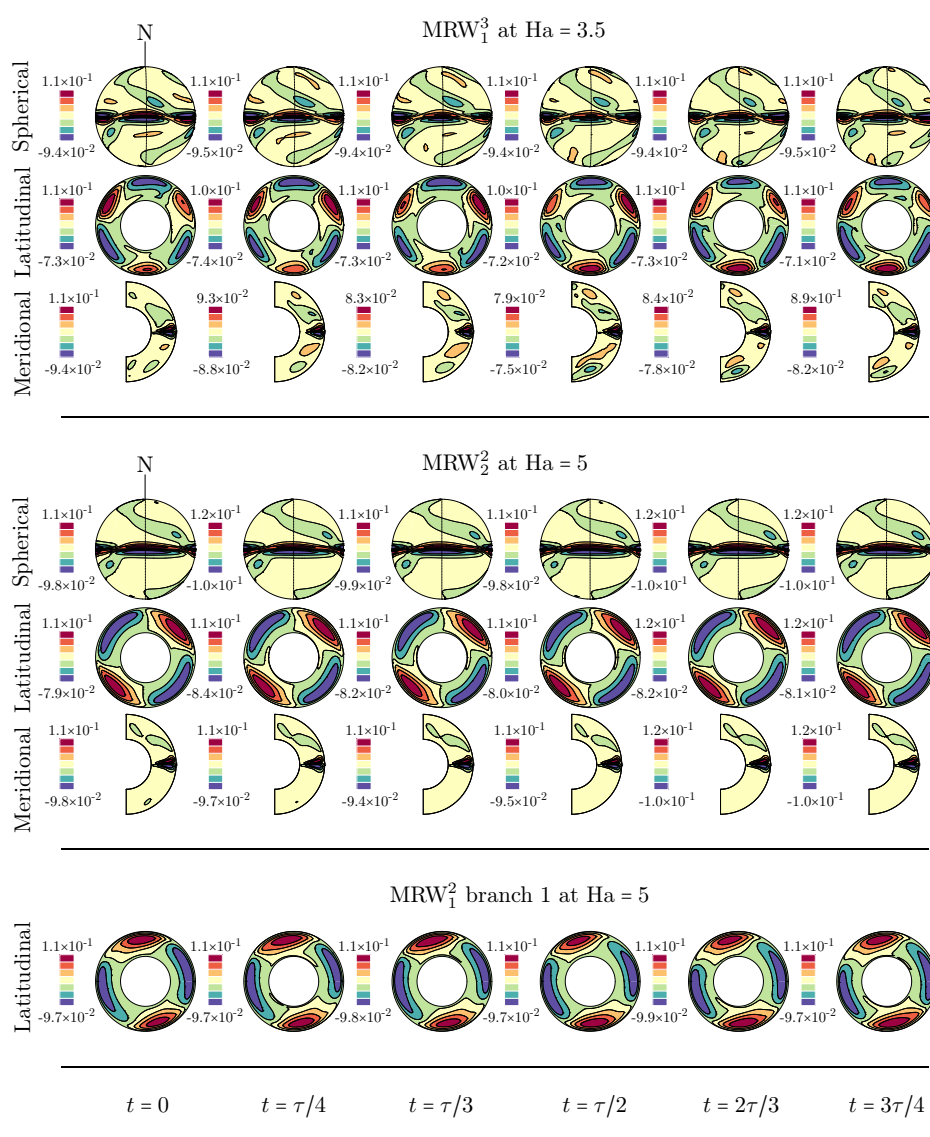 MRW₁³ at Ha = 3.5
N
Spherical
1.1×10⁻¹ 1.1×10⁻¹ 1.1×10⁻¹ 1.1×10⁻¹ 1.1×10⁻¹ 1.1×10⁻¹
-9.4×10⁻² -9.5×10⁻² -9.4×10⁻² -9.4×10⁻² -9.4×10⁻² -9.5×10⁻²
Latitudinal
1.1×10⁻¹ 1.0×10⁻¹ 1.1×10⁻¹ 1.0×10⁻¹ 1.1×10⁻¹ 1.1×10⁻¹
-7.3×10⁻² -7.4×10⁻² -7.3×10⁻² -7.2×10⁻² -7.3×10⁻² -7.1×10⁻²
Meridional
1.1×10⁻¹ 9.3×10⁻² 8.3×10⁻² 7.9×10⁻² 8.4×10⁻² 8.9×10⁻²
-9.4×10⁻² -8.8×10⁻² -8.2×10⁻² -7.5×10⁻² -7.8×10⁻² -8.2×10⁻²
MRW₂² at Ha = 5
N
Spherical
1.1×10⁻¹ 1.2×10⁻¹ 1.1×10⁻¹ 1.1×10⁻¹ 1.2×10⁻¹ 1.2×10⁻¹
-9.8×10⁻² -1.0×10⁻¹ -9.9×10⁻² -9.8×10⁻² -1.0×10⁻¹ -1.0×10⁻¹
Latitudinal
1.1×10⁻¹ 1.1×10⁻¹ 1.1×10⁻¹ 1.1×10⁻¹ 1.2×10⁻¹ 1.2×10⁻¹
-7.9×10⁻² -8.4×10⁻² -8.2×10⁻² -8.0×10⁻² -8.2×10⁻² -8.1×10⁻²
Meridional
1.1×10⁻¹ 1.1×10⁻¹ 1.1×10⁻¹ 1.1×10⁻¹ 1.2×10⁻¹ 1.2×10⁻¹
-9.8×10⁻² -9.7×10⁻² -9.4×10⁻² -9.5×10⁻² -1.0×10⁻¹ -1.0×10⁻¹
MRW₁² branch 1 at Ha = 5
Latitudinal
1.1×10⁻¹ 1.1×10⁻¹ 1.1×10⁻¹ 1.1×10⁻¹ 1.1×10⁻¹ 1.1×10⁻¹
-9.7×10⁻² -9.7×10⁻² -9.8×10⁻² -9.7×10⁻² -9.9×10⁻² -9.7×10⁻²
t = 0 t = τ/4 t = τ/3 t = τ/2 t = 2τ/3 t = 3τ/4